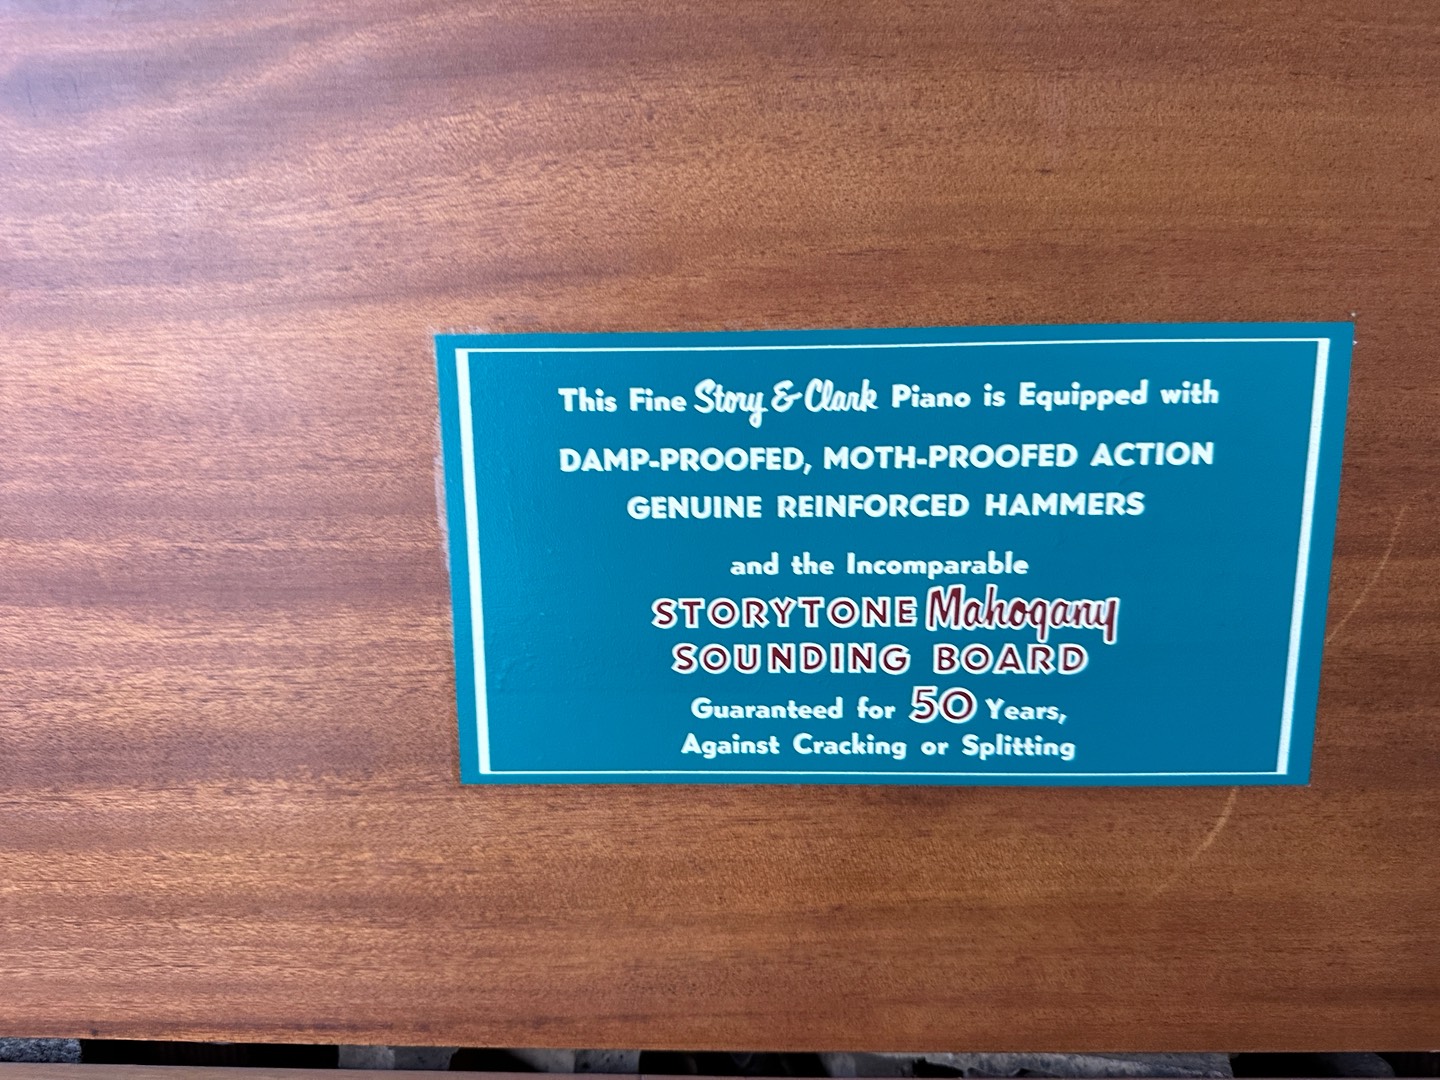 This Fine Story & Clark Piano is Equipped with
DAMP-PROOFED, MOTH-PROOFED ACTION
GENUINE REINFORCED HAMMERS
and the Incomparable
STORYTONE Mahogany
SOUNDING BOARD
Guaranteed for 50 Years,
Against Cracking or Splitting